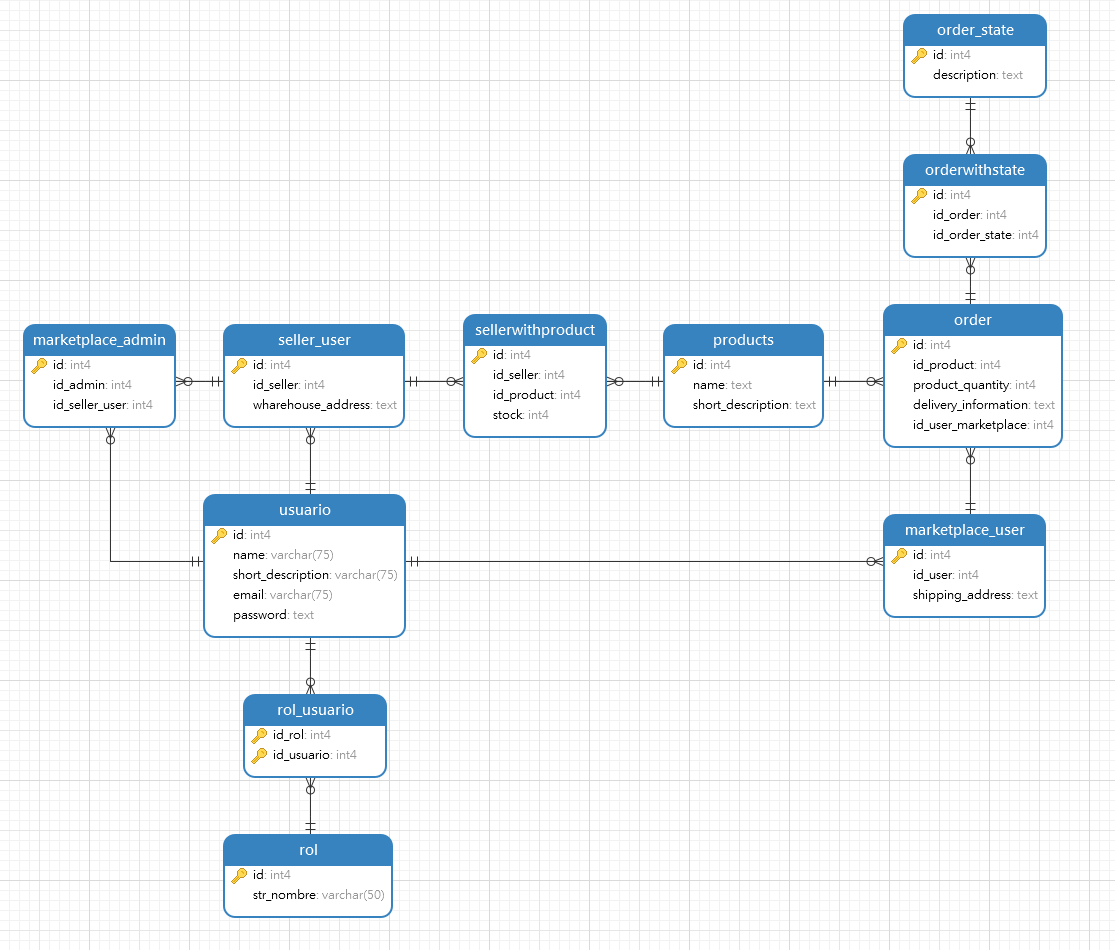 order_state
id: int4
description: text
orderwithstate
id: int4
id_order: int4
id_order_state: int4
marketplace_admin
id: int4
id_admin: int4
id_seller_user: int4
seller_user
id: int4
id_seller: int4
wharehouse_address: text
sellerwithproduct
id: int4
id_seller: int4
id_product: int4
stock: int4
products
id: int4
name: text
short_description: text
order
id: int4
id_product: int4
product_quantity: int4
delivery_information: text
id_user_marketplace: int4
usuario
id: int4
name: varchar(75)
short_description: varchar(75)
email: varchar(75)
password: text
marketplace_user
id: int4
id_user: int4
shipping_address: text
rol_usuario
id_rol: int4
id_usuario: int4
rol
id: int4
str_nombre: varchar(50)